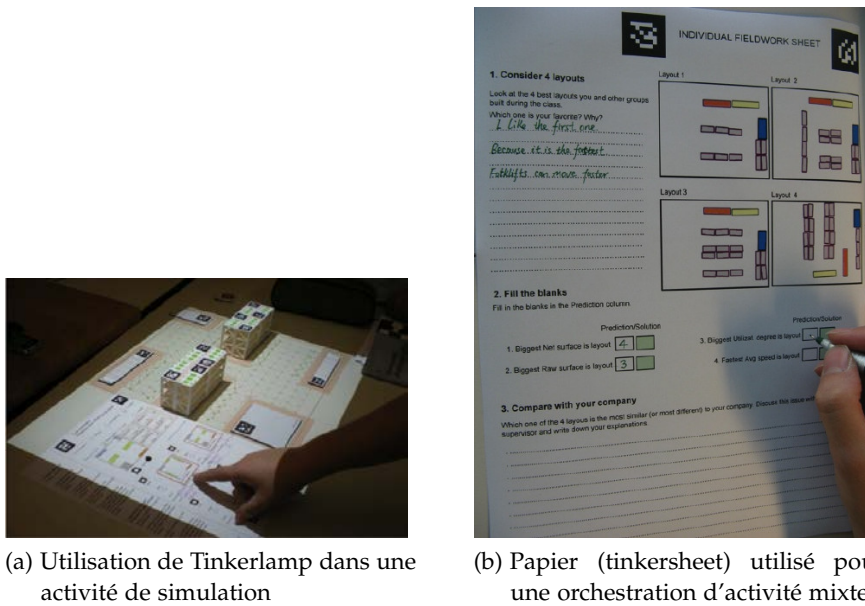 INDIVIDUAL FIELDWORK SHEET
1. Consider 4 layouts
Look at the 4 best layouts you and other groups
built during the class.
Which one is your favorite? Why?
I Like the first one
Because it is the fastest
can move faster
Layout 1
Layout 2
Layout 3
Layout 4
2. Fill the blanks
Fill in the blanks in the Prediction column.
Prediction/Solution
1. Biggest Net surface is layout 4
2. Biggest Raw surface is layout 3
Prediction/Solution
3. Biggest Utilisat. degree is layout
4. Fastest Avg speed is layout
3. Compare with your company
Which one of the 4 layous is the most similar (or most different) to your company. Discuss this issue
supervisor and write down your explanations.
(a) Utilisation de Tinkerlamp dans une
activité de simulation
(b) Papier (tinkersheet) utilisé pou
une orchestration d'activité mixte